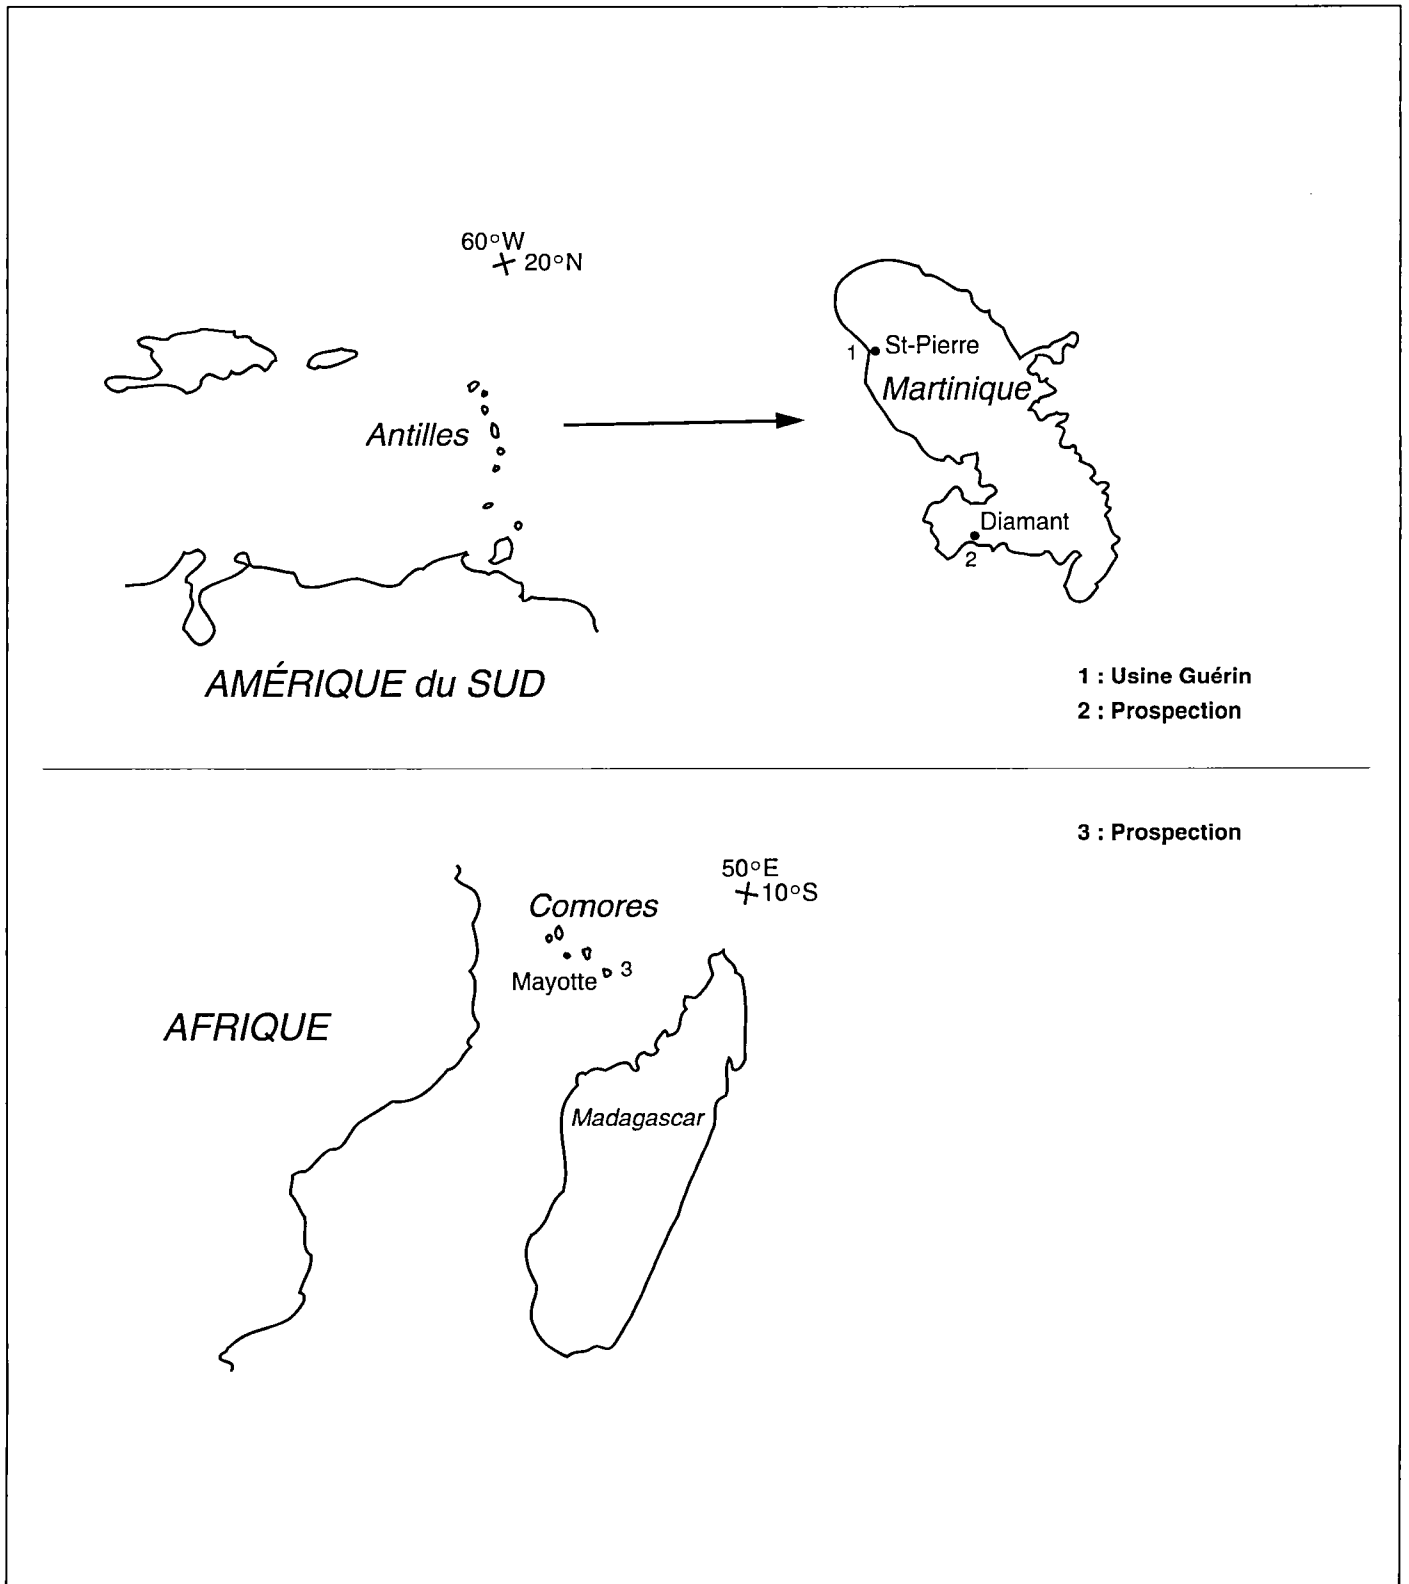 60°W
20°N
1
St-Pierre
Martinique
Antilles
Diamant
2
AMÉRIQUE du SUD
1 : Usine Guérin
2 : Prospection
3 : Prospection
50°E
10°S
Comores
Mayotte
3
AFRIQUE
Madagascar